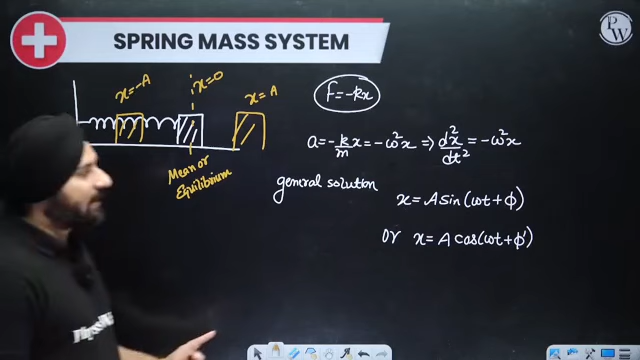 SPRING MASS SYSTEM
PW
x=-A
x=0
x=A
Mean or
Equilibrium
f=-kx
a=-k/m x=-ω²x ⇒ d²x/dt² = -ω²x
general solution
x=A sin(ωt+ϕ)
or x=A cos(ωt+ϕ')